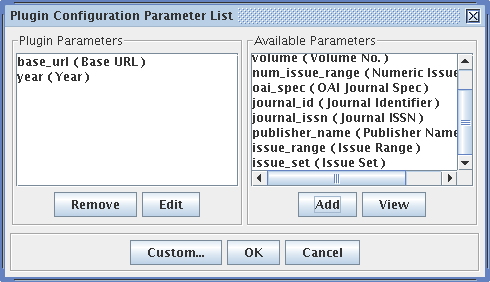 Plugin Configuration Parameter List
Plugin Parameters
base_url ( Base URL )
year ( Year )
Remove
Edit
Available Parameters
volume ( Volume No. )
num_issue_range ( Numeric Issue
oai_spec ( OAI Journal Spec )
journal_id ( Journal Identifier )
journal_issn ( Journal ISSN )
publisher_name ( Publisher Name
issue_range ( Issue Range )
issue_set ( Issue Set )
Add
View
Custom...
OK
Cancel